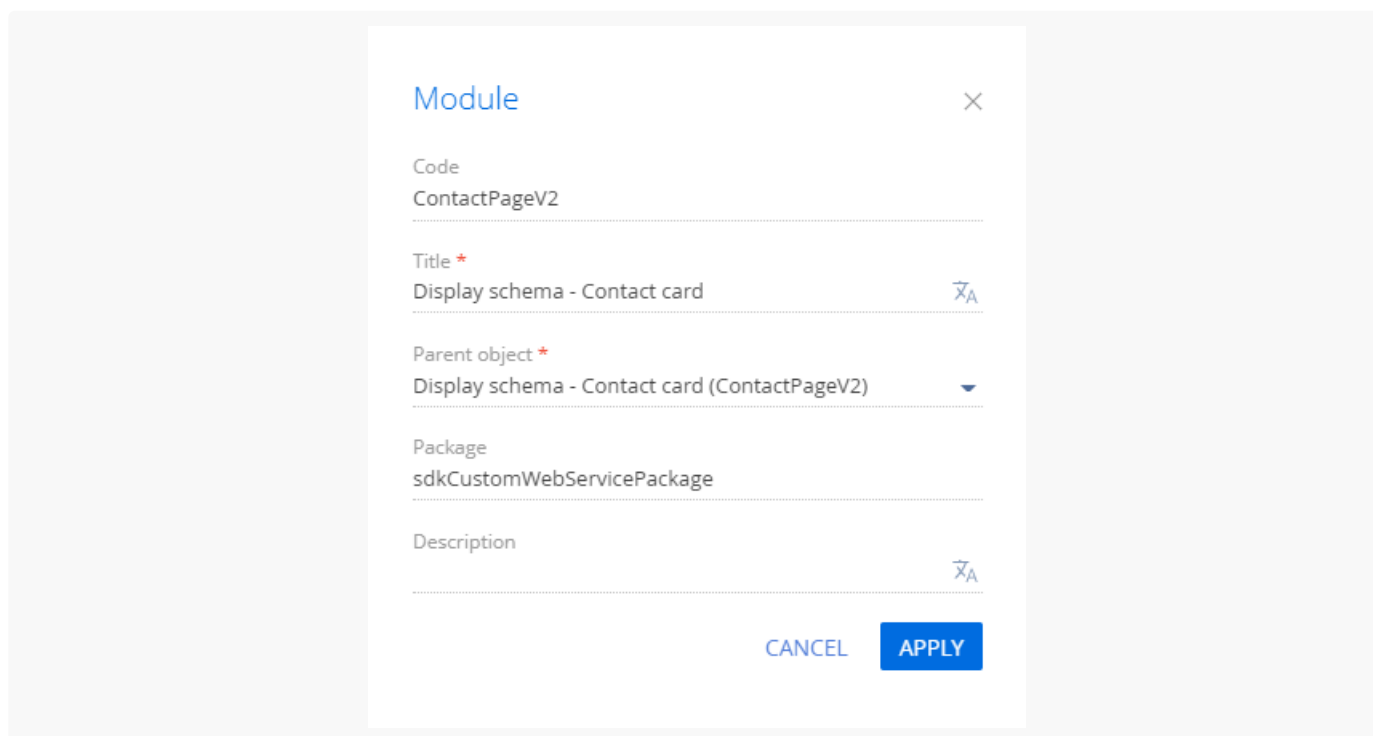 Module
Code
ContactPageV2
Title *
Display schema - Contact card
Parent object *
Display schema - Contact card (ContactPageV2)
Package
sdkCustomWebServicePackage
Description
CANCEL APPLY